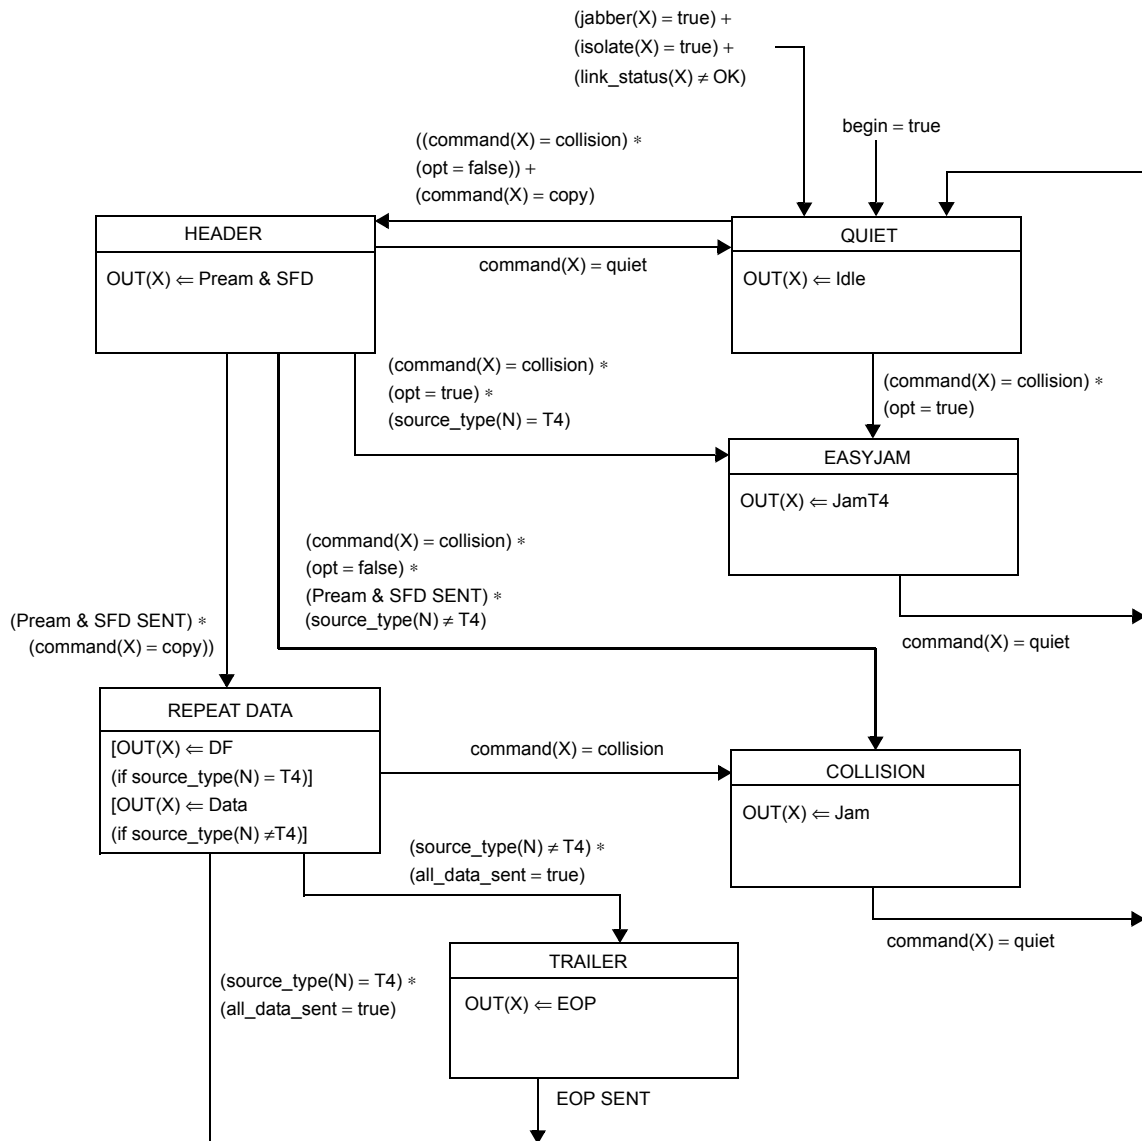 (jabber(X) = true) +
(isolate(X) = true) +
(link_status(X) ≠ OK)
begin = true
((command(X) = collision) ∗
(opt = false)) +
(command(X) = copy)
HEADER
OUT(X) ⇐ Pream & SFD
command(X) = quiet
QUIET
OUT(X) ⇐ Idle
(command(X) = collision) ∗
(opt = true) ∗
(source_type(N) = T4)
(command(X) = collision) ∗
(opt = true)
EASYJAM
OUT(X) ⇐ JamT4
(command(X) = collision) ∗
(opt = false) ∗
(Pream & SFD SENT) ∗
(source_type(N) ≠ T4)
(Pream & SFD SENT) ∗
(command(X) = copy))
command(X) = quiet
REPEAT DATA
[OUT(X) ⇐ DF
(if source_type(N) = T4)]
[OUT(X) ⇐ Data
(if source_type(N) ≠T4)]
command(X) = collision
COLLISION
OUT(X) ⇐ Jam
(source_type(N) ≠ T4) ∗
(all_data_sent = true)
command(X) = quiet
(source_type(N) = T4) ∗
(all_data_sent = true)
TRAILER
OUT(X) ⇐ EOP
EOP SENT